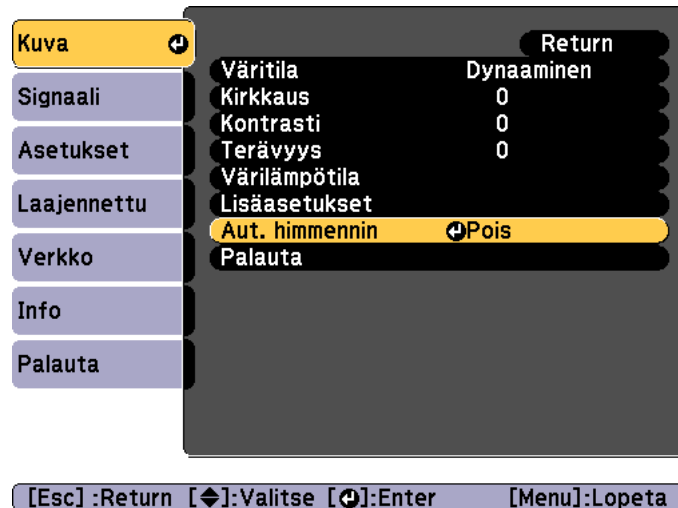 Kuva
Signaali
Asetukset
Laajennettu
Verkko
Info
Palauta
Return
Väritila Dynaaminen
Kirkkaus 0
Kontrasti 0
Terävyys 0
Värilämpötila
Lisäasetukset
Aut. himmennin Pois
Palauta
[Esc] :Return [◆]:Valitse [⏎]:Enter [Menu]:Lopeta